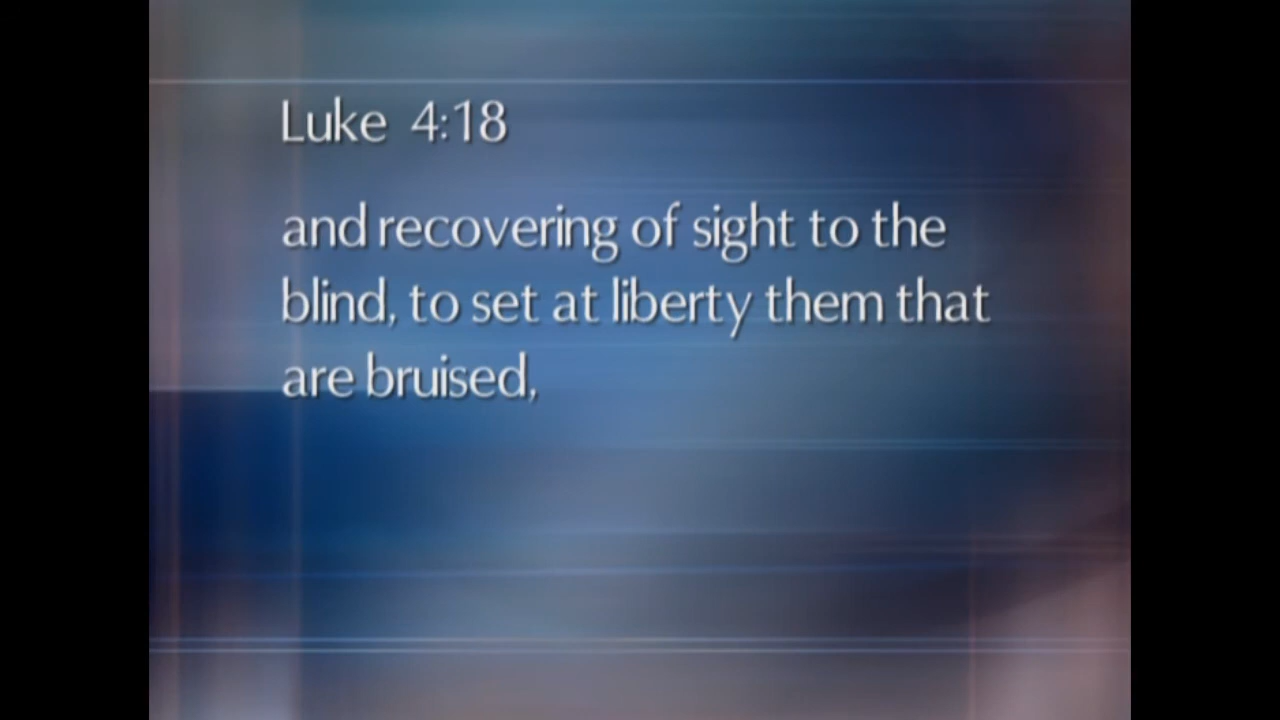 Luke 4:18
and recovering of sight to the
blind, to set at liberty them that
are bruised,